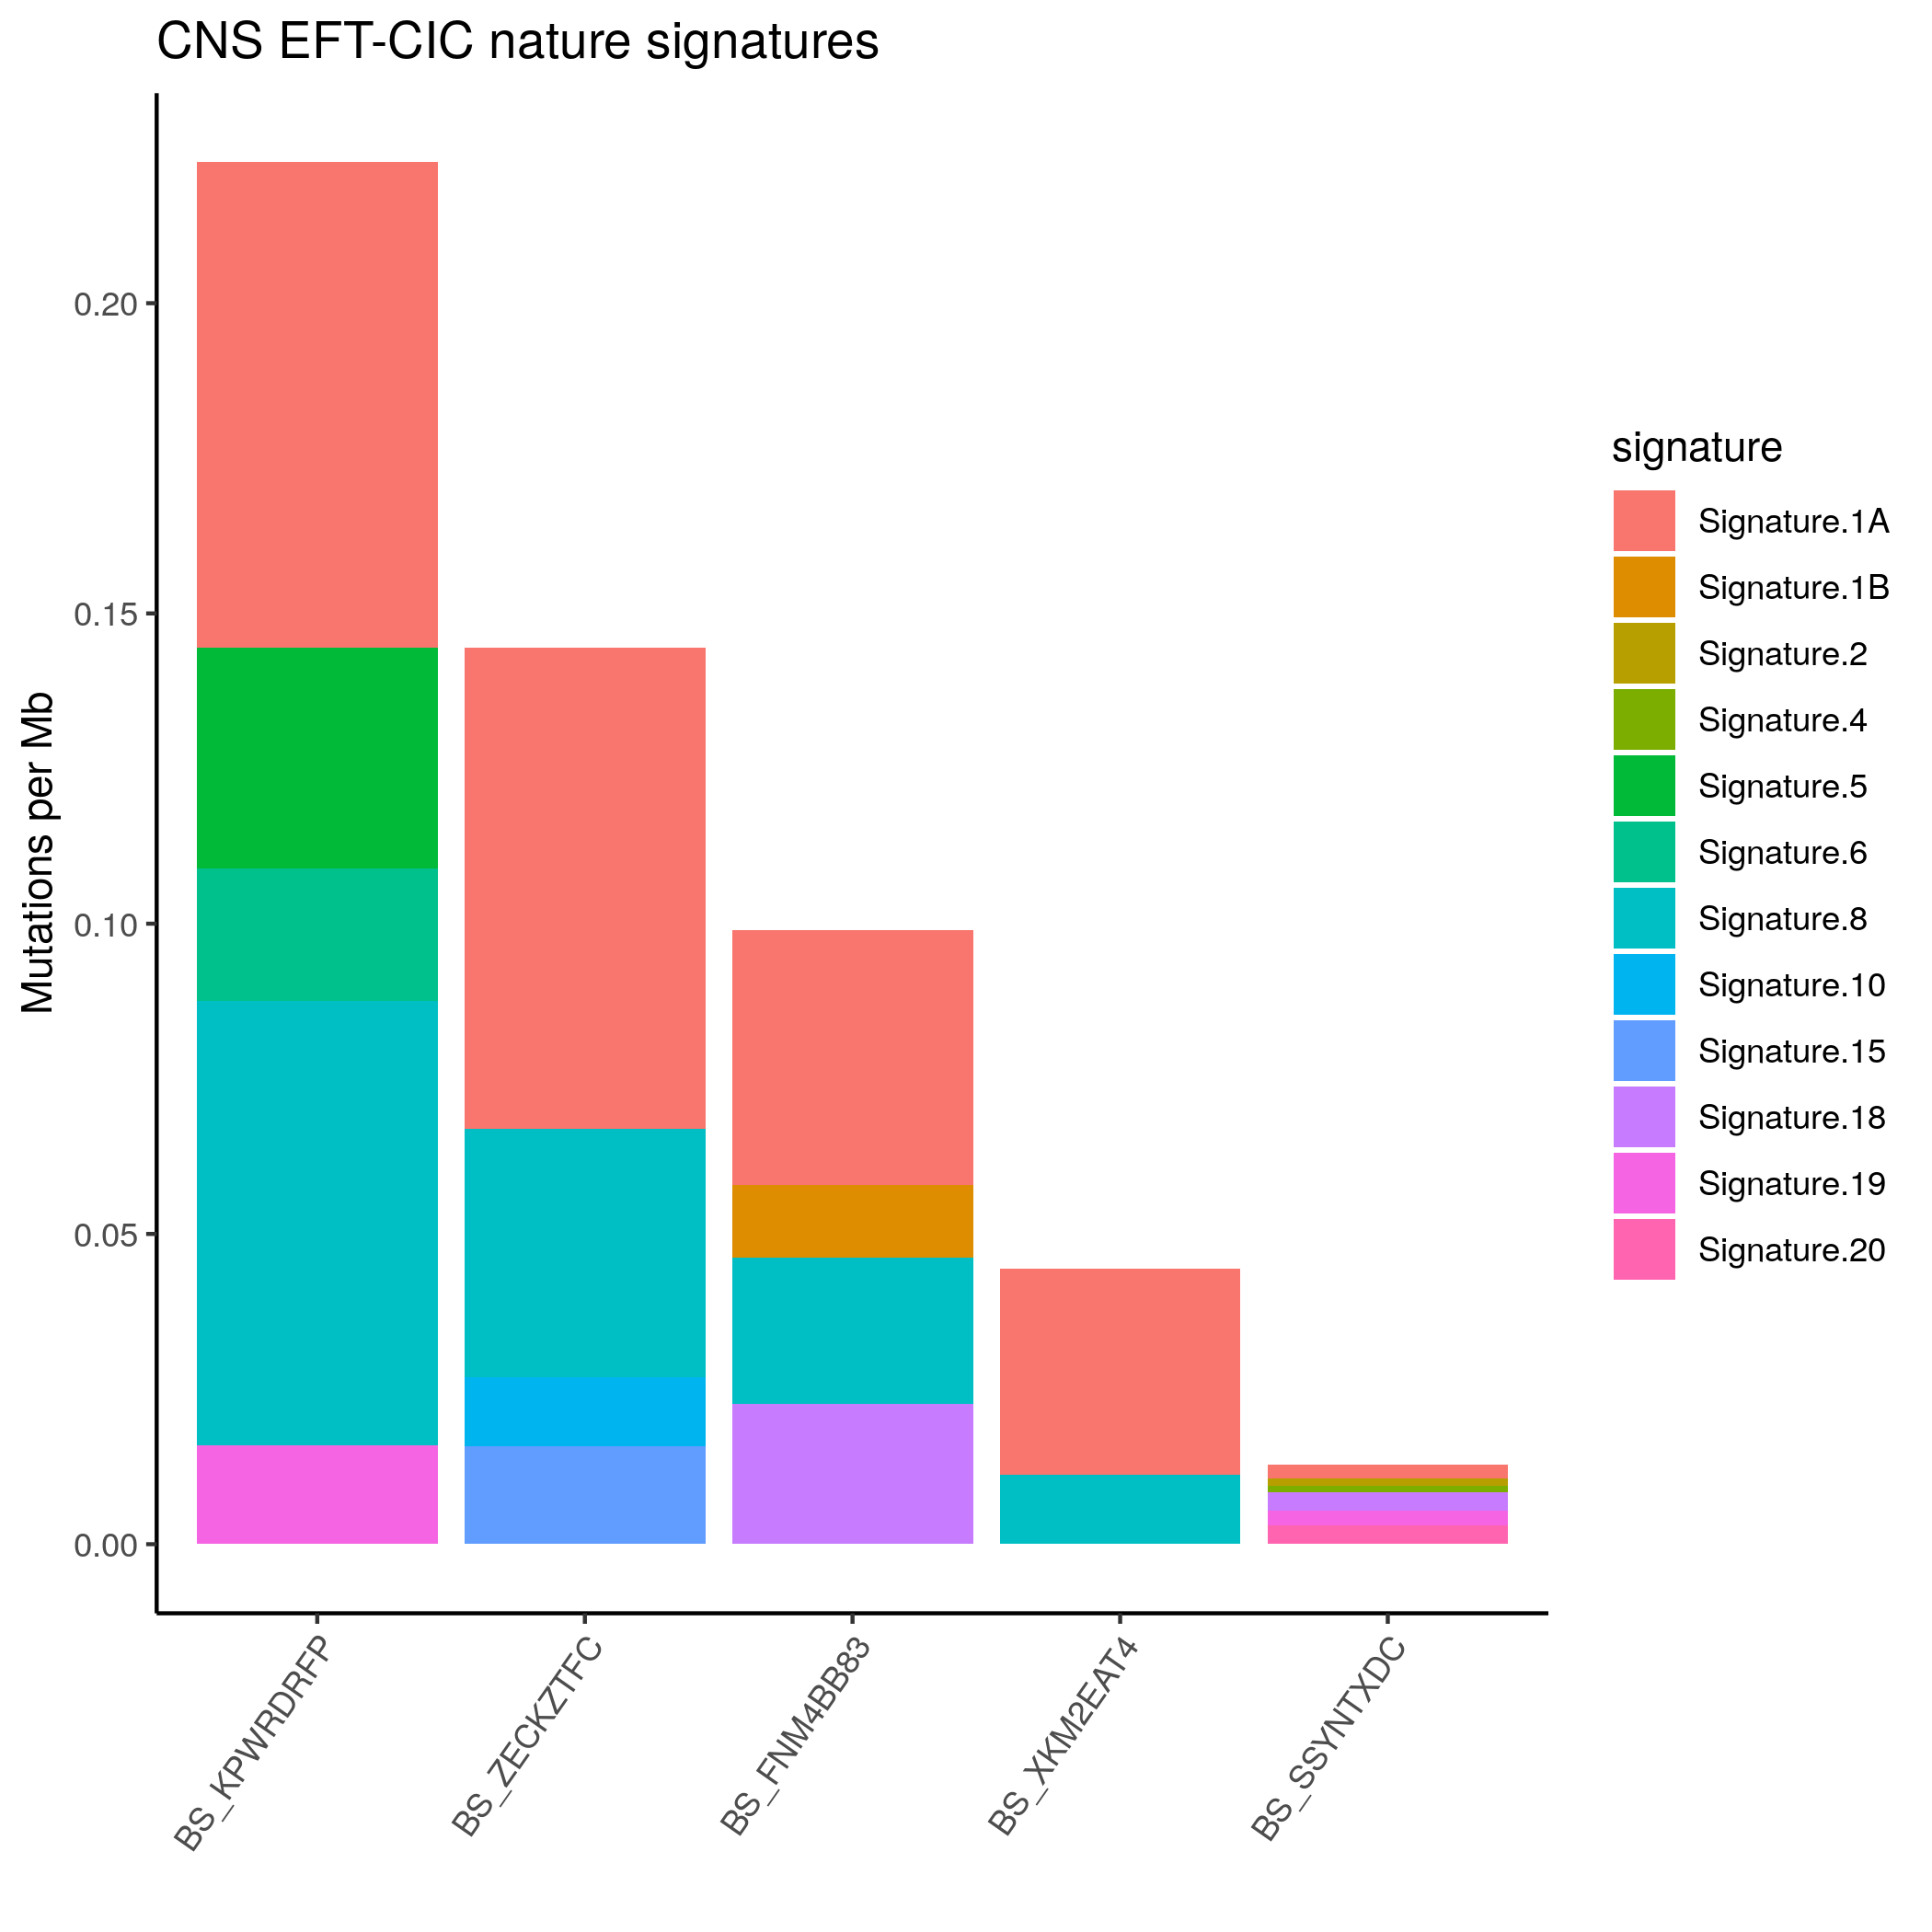 CNS EFT-CIC nature signatures
Mutations per Mb
0.20
0.15
0.10
0.05
0.00
BS_KPWRDRFP
BS_ZECKZTFC
BS_FNM4BB83
BS_XKM2EAT4
BS_SSYNTXDC
signature
Signature.1A
Signature.1B
Signature.2
Signature.4
Signature.5
Signature.6
Signature.8
Signature.10
Signature.15
Signature.18
Signature.19
Signature.20